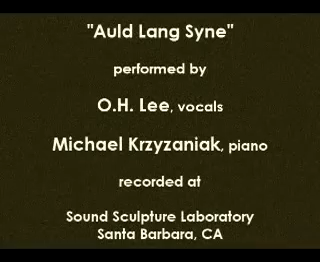 "Auld Lang Syne"
performed by
O.H. Lee, vocals
Michael Krzyzaniak, piano
recorded at
Sound Sculpture Laboratory
Santa Barbara, CA